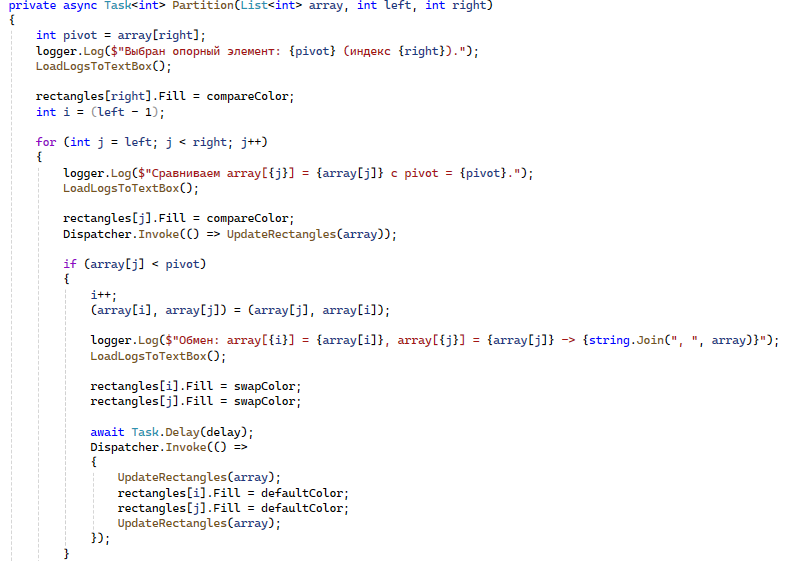 private async Task<int> Partition(List<int> array, int left, int right)
{
    int pivot = array[right];
    logger.Log($"Выбран опорный элемент: {pivot} (индекс {right}).");
    LoadLogsToTextBox();

    rectangles[right].Fill = compareColor;
    int i = (left - 1);

    for (int j = left; j < right; j++)
    {
        logger.Log($"Сравниваем array[{j}] = {array[j]} с pivot = {pivot}.");
        LoadLogsToTextBox();

        rectangles[j].Fill = compareColor;
        Dispatcher.Invoke(() => UpdateRectangles(array));

        if (array[j] < pivot)
        {
            i++;
            (array[i], array[j]) = (array[j], array[i]);

            logger.Log($"Обмен: array[{i}] = {array[i]}, array[{j}] = {array[j]} -> {string.Join(", ", array)}");
            LoadLogsToTextBox();

            rectangles[i].Fill = swapColor;
            rectangles[j].Fill = swapColor;

            await Task.Delay(delay);
            Dispatcher.Invoke(() =>
            {
                UpdateRectangles(array);
                rectangles[i].Fill = defaultColor;
                rectangles[j].Fill = defaultColor;
                UpdateRectangles(array);
            });
        }